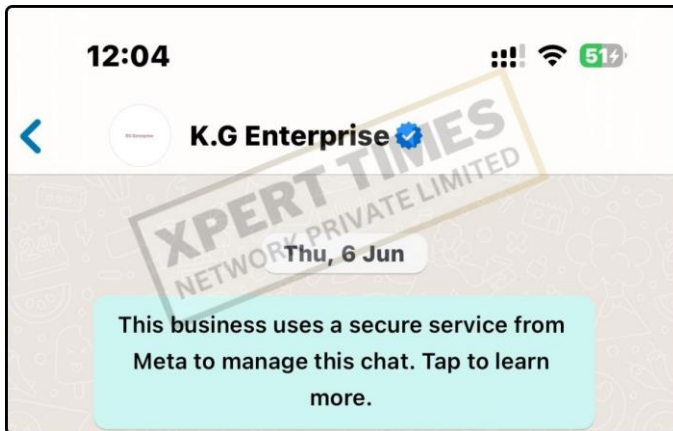 12:04
51
K.G Enterprise
XPERT TIMES
NETWORK PRIVATE LIMITED
Thu, 6 Jun
This business uses a secure service from
Meta to manage this chat. Tap to learn
more.